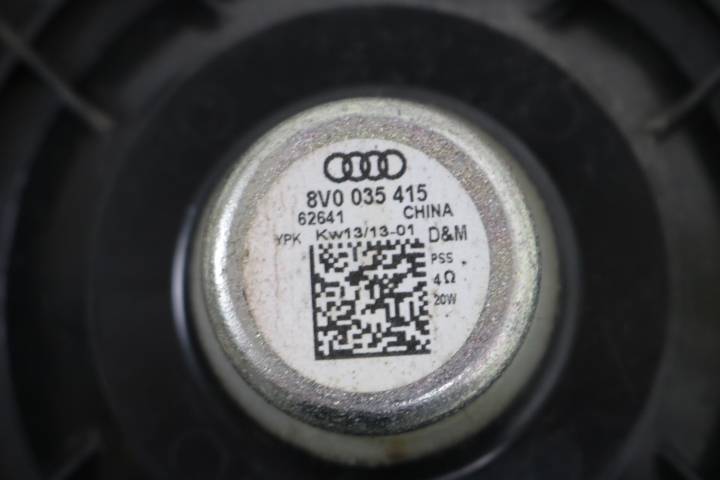 8V0 035 415
62641 CHINA
YPK Kw13/13-01 D&M
PSS
4Ω
20W